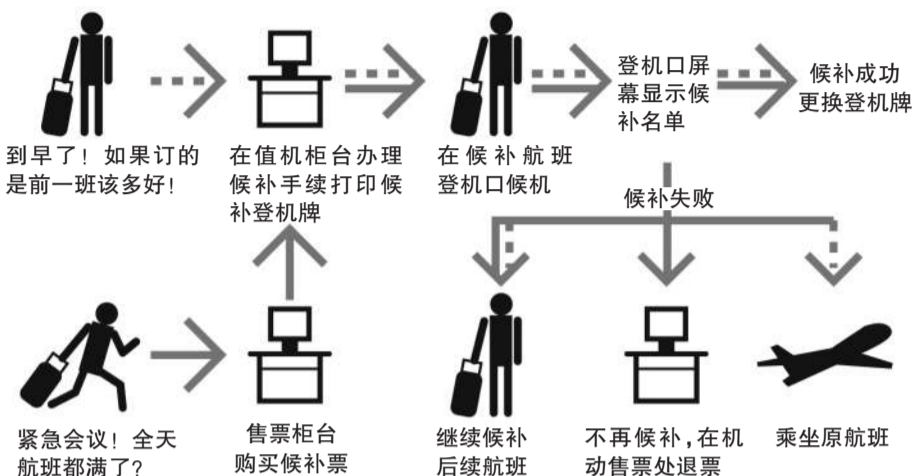 到早了！如果订的
是前一班该多好！
在值机柜台办理
候补手续打印候
补登机牌
在候补航班
登机口候机
登机口屏
幕显示候
补名单
候补成功
更换登机牌
候补失败
紧急会议！全天
航班都满了？
售票柜台
购买候补票
继续候补
后续航班
不再候补,在机
动售票处退票
乘坐原航班